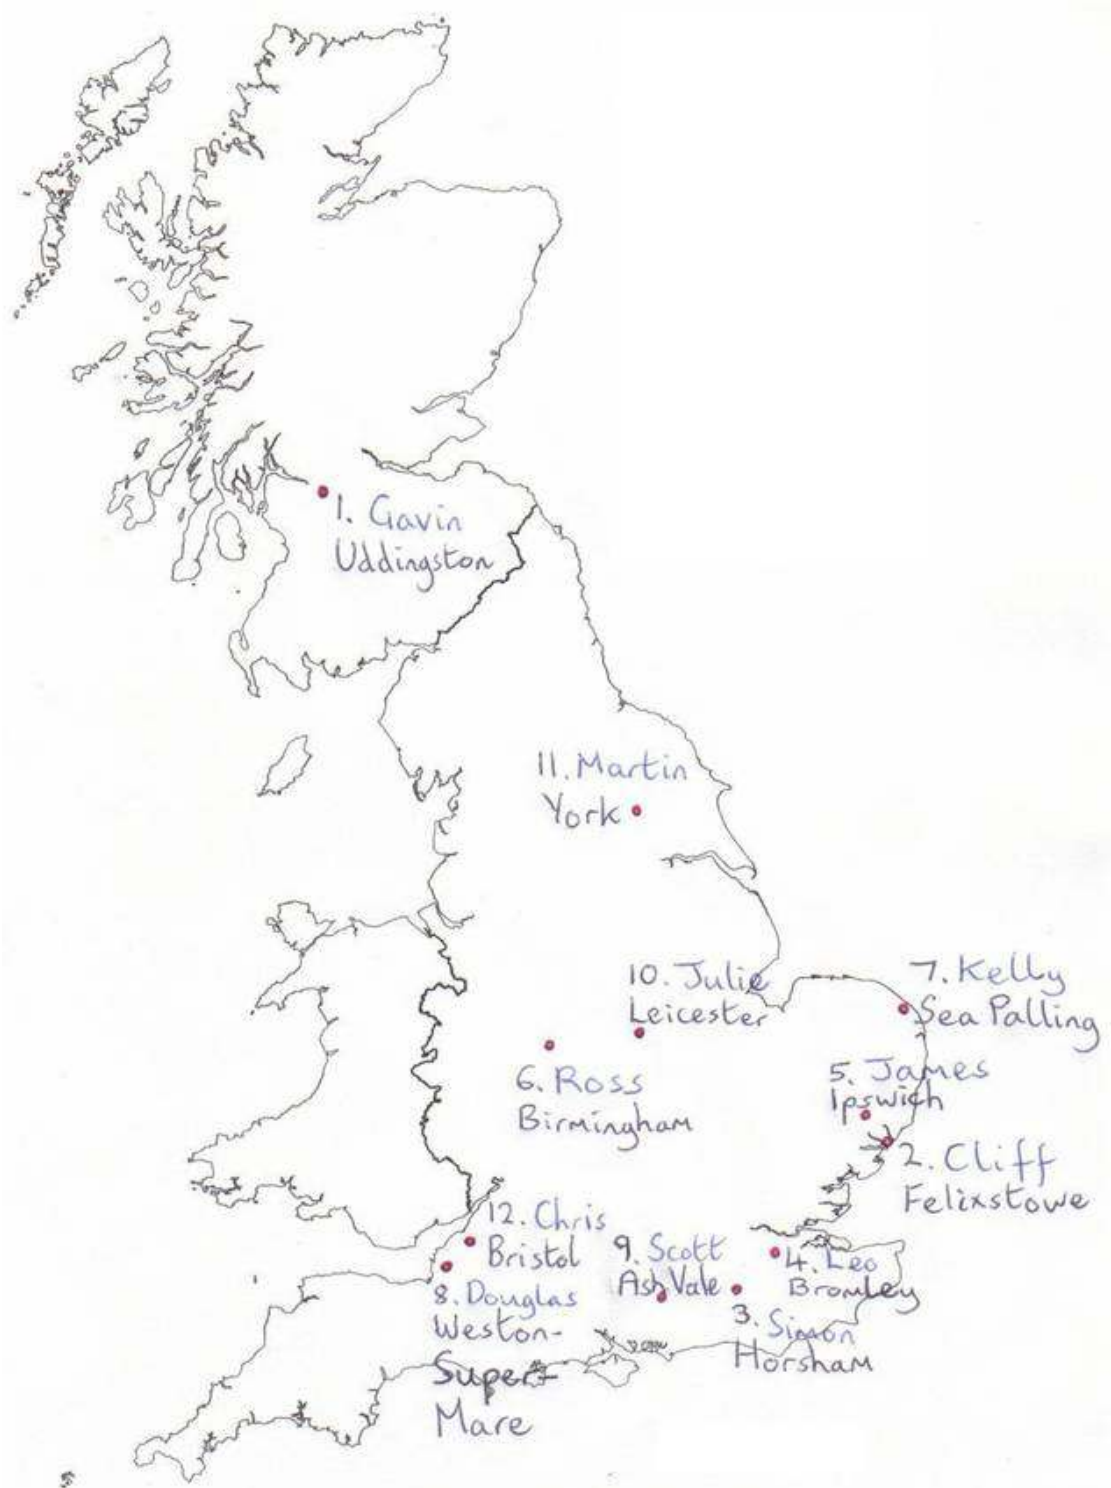 1. Gavin
Uddingston
11. Martin
York
10. Julie
Leicester
7. Kelly
Sea Palling
6. Ross
Birmingham
5. James
Ipswich
2. Cliff
Felixstowe
12. Chris
Bristol
9. Scott
Ash Vale
4. Leo
Bromley
8. Douglas
Weston-
Super-
Mare
3. Simon
Horsham